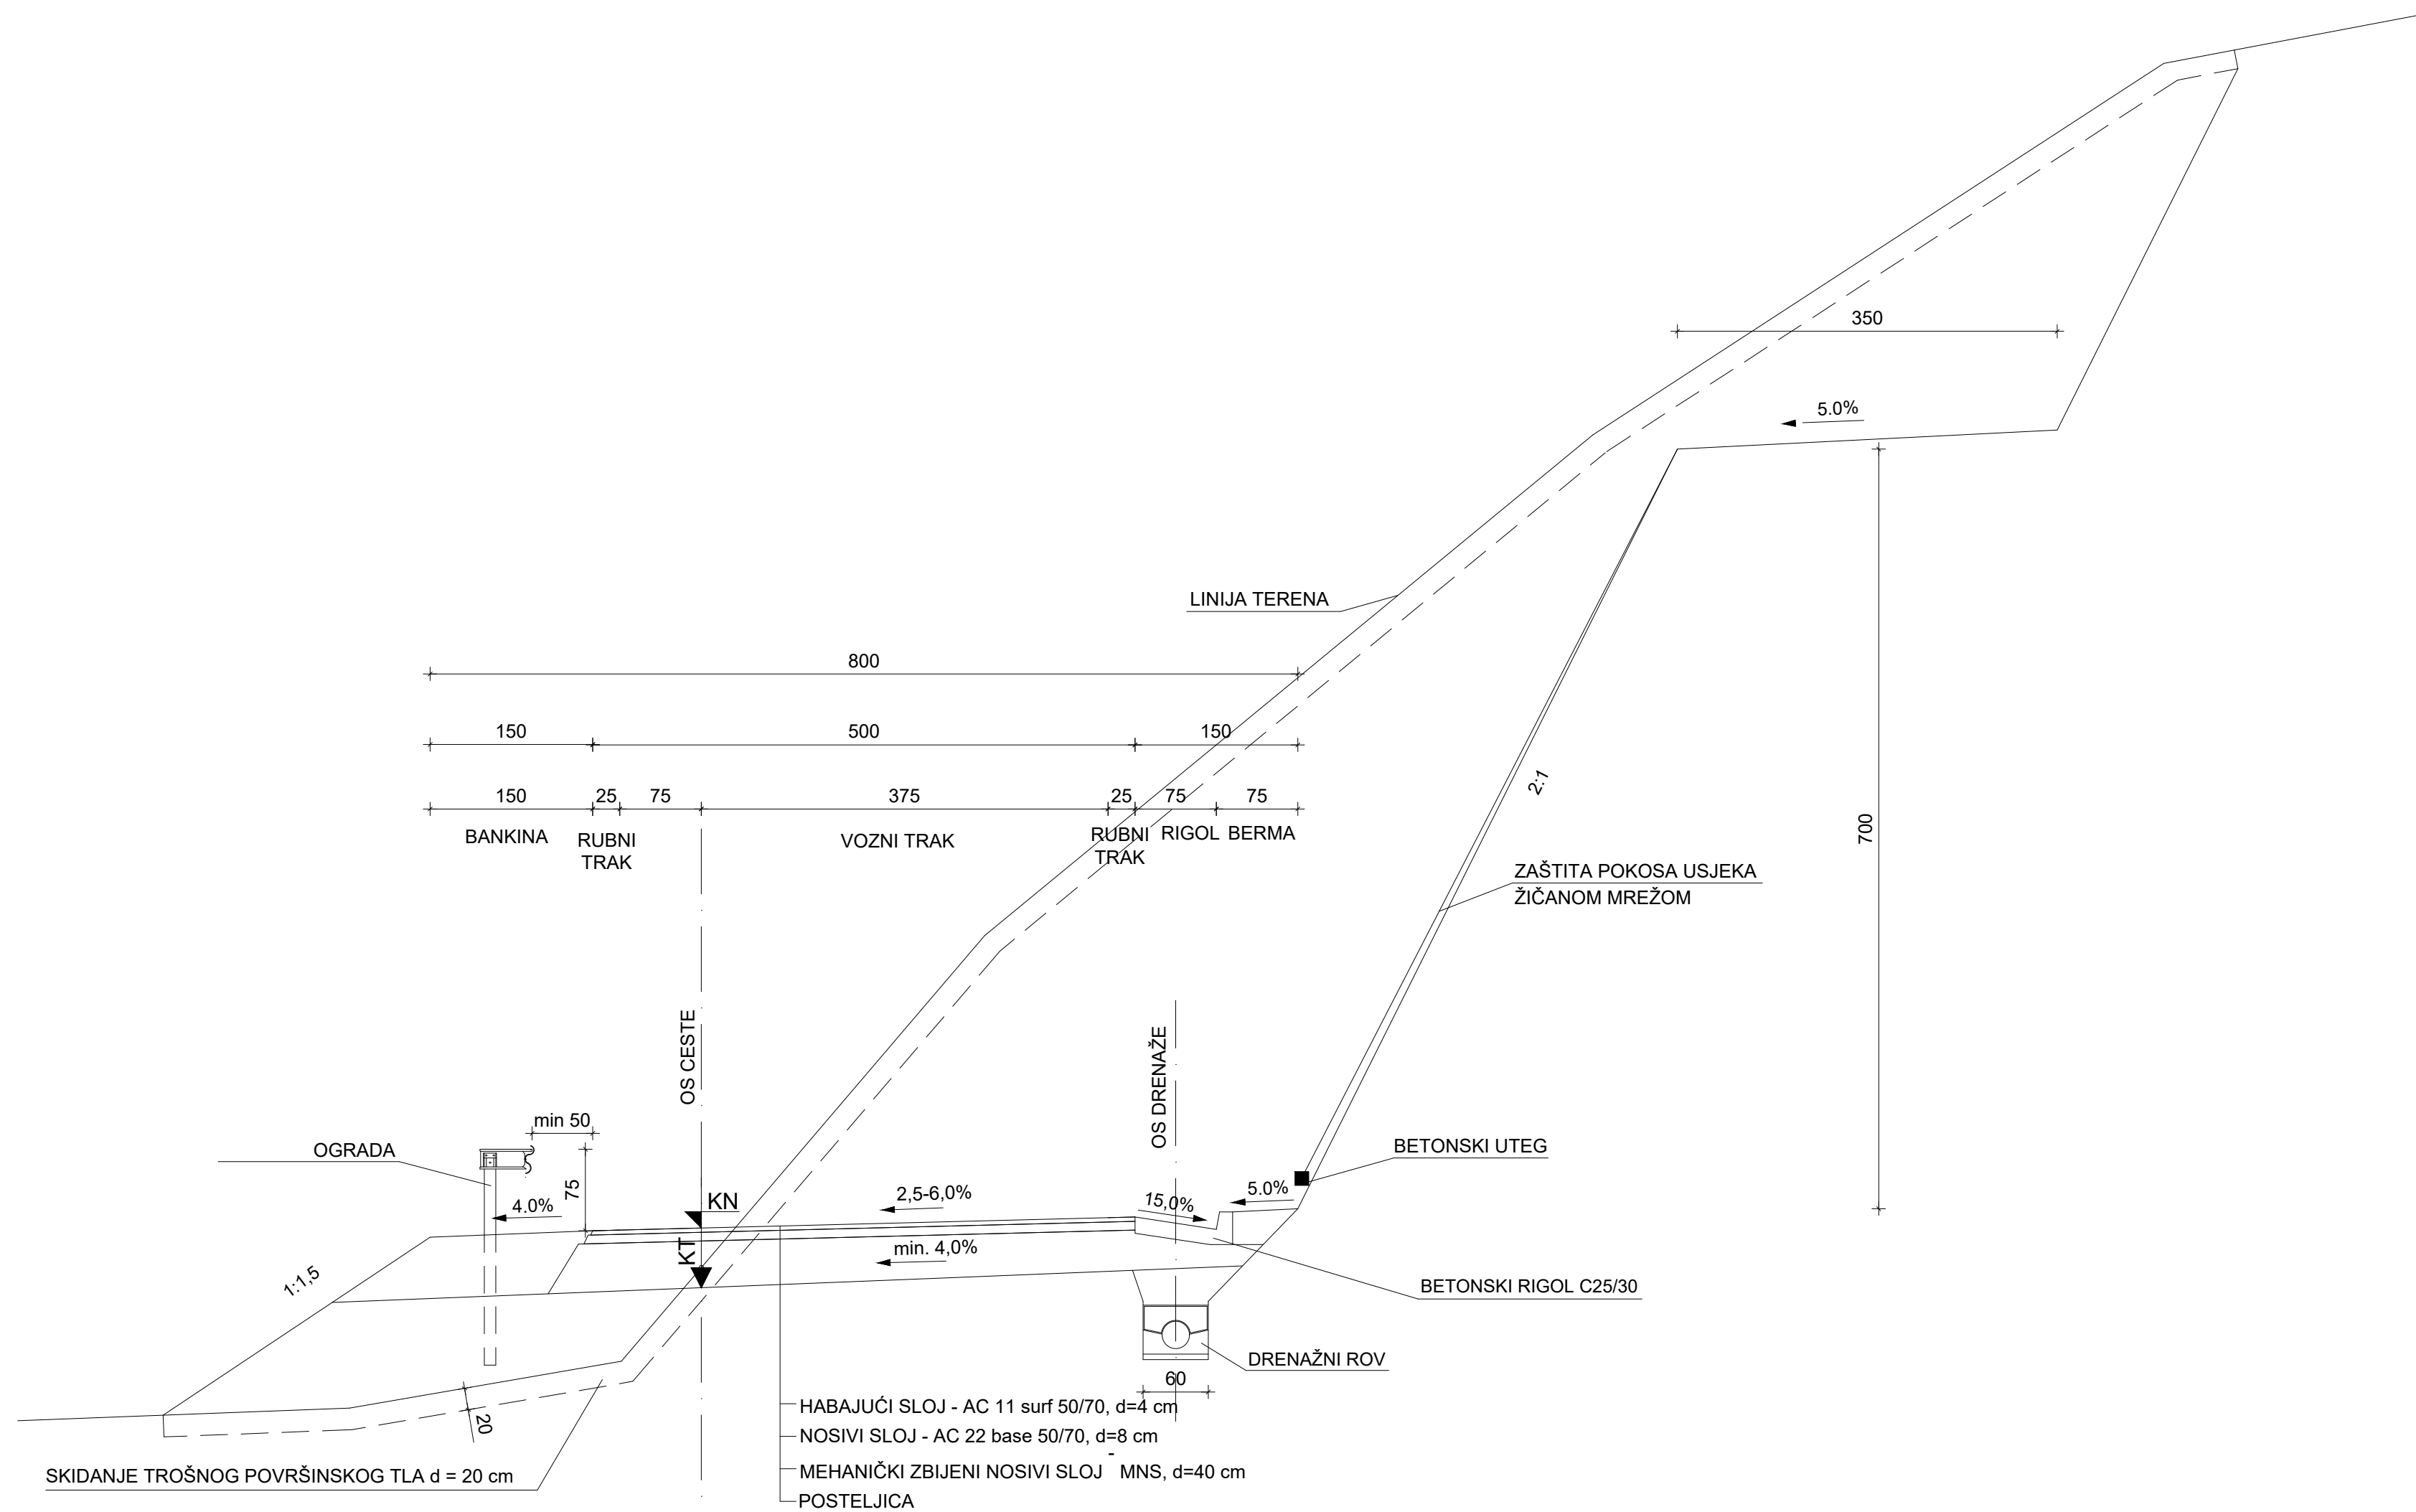 350
5.0%
LINIJA TERENA
800
150
500
150
2:1
150
25
75
375
25
75
75
BANKINA
RUBNI
TRAK
VOZNI TRAK
RUBNI
TRAK
RIGOL
BERMA
700
ZAŠTITA POKOSA USJEKA
ŽIČANOM MREŽOM
OS CESTE
OS DRENAŽE
min 50
OGRADA
75
4.0%
KN
2,5-6,0%
15,0%
5.0%
BETONSKI UTEG
KT
min. 4,0%
1:1,5
BETONSKI RIGOL C25/30
DRENAŽNI ROV
60
20
HABAJUĆI SLOJ - AC 11 surf 50/70, d=4 cm
NOSIVI SLOJ - AC 22 base 50/70, d=8 cm
MEHANIČKI ZBIJENI NOSIVI SLOJ - MNS, d=40 cm
POSTELJICA
SKIDANJE TROŠNOG POVRŠINSKOG TLA d = 20 cm